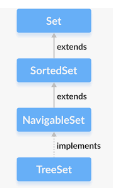 Set
extends
SortedSet
extends
NavigableSet
implements
TreeSet